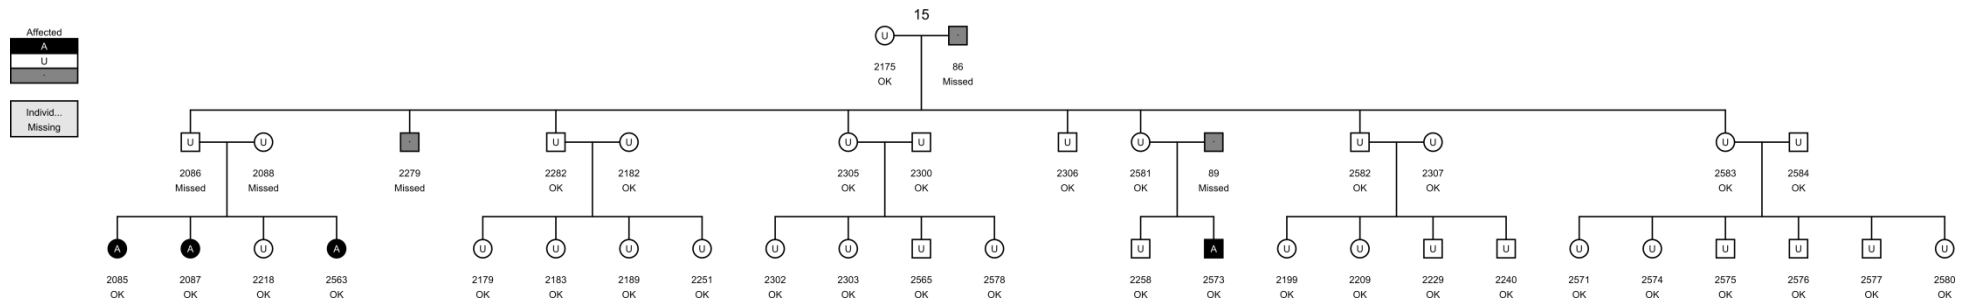 15
Affected
A
U
.
Individ...
Missing
U .
2175 86
OK Missed
U U . U U U U U U . U U U U
2086 2088 2279 2282 2182 2305 2300 2306 2581 89 2582 2307 2583 2584
Missed Missed Missed OK OK OK OK OK OK Missed OK OK OK OK
A A U A U U U U U U U U U A U U U U U U U U U U
2085 2087 2218 2563 2179 2183 2189 2251 2302 2303 2565 2578 2258 2573 2199 2209 2229 2240 2571 2574 2575 2576 2577 2580
OK OK OK OK OK OK OK OK OK OK OK OK OK OK OK OK OK OK OK OK OK OK OK OK